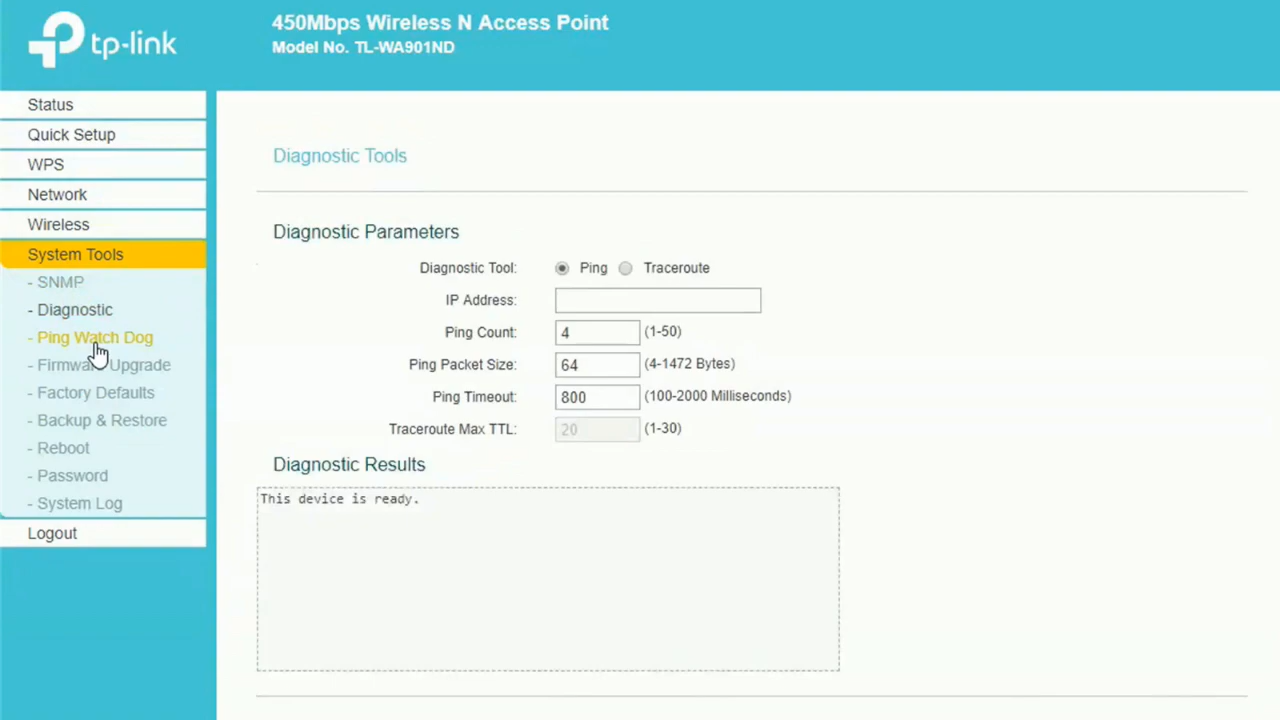 tp-link
450Mbps Wireless N Access Point
Model No. TL-WA901ND
Status
Quick Setup
WPS
Network
Wireless
System Tools
- SNMP
- Diagnostic
- Ping Watch Dog
- Firmware Upgrade
- Factory Defaults
- Backup & Restore
- Reboot
- Password
- System Log
Logout
Diagnostic Tools
Diagnostic Parameters
Diagnostic Tool: Ping Traceroute
IP Address:
Ping Count: 4 (1-50)
Ping Packet Size: 64 (4-1472 Bytes)
Ping Timeout: 800 (100-2000 Milliseconds)
Traceroute Max TTL: 20 (1-30)
Diagnostic Results
This device is ready.